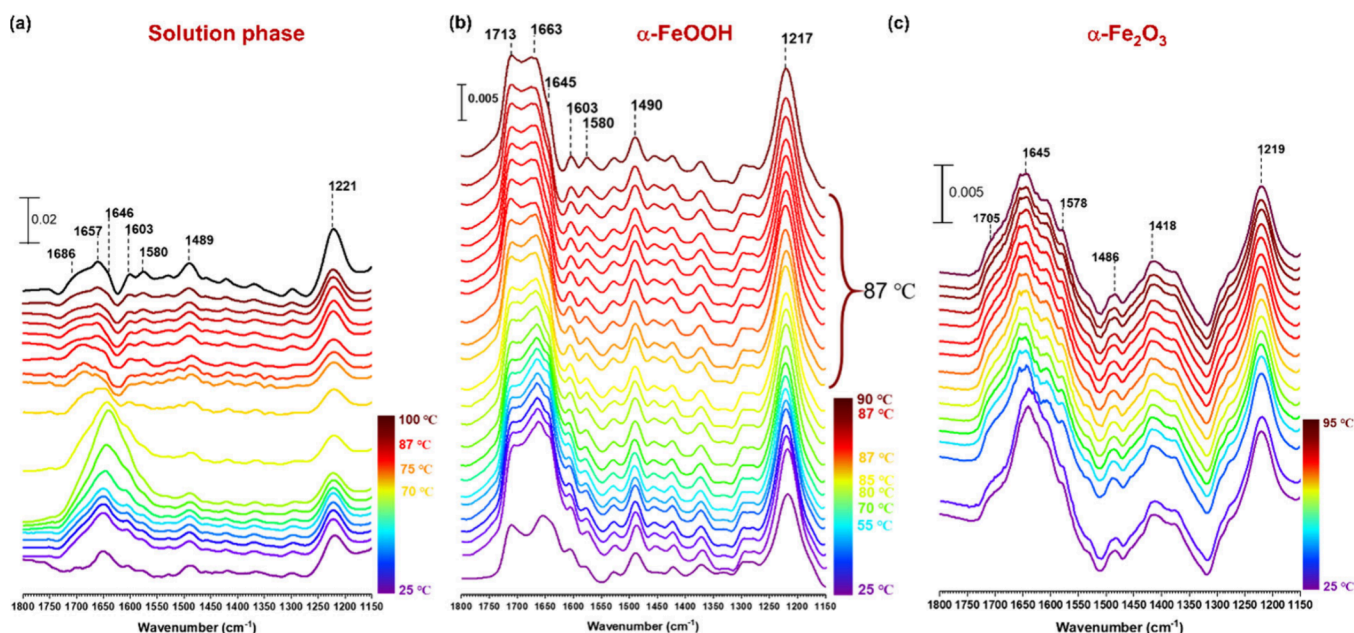 (a)
Solution phase
1221
0.02
1646
1657
1603
1686
1580
1489
100 °C
87 °C
75 °C
70 °C
25 °C
1800 1750 1700 1650 1600 1550 1500 1450 1400 1350 1300 1250 1200 1150
Wavenumber (cm⁻¹)
(b)
α-FeOOH
1713
1663
1217
0.005
1645
1603
1580
1490
87 °C
90 °C
87 °C
87 °C
85 °C
80 °C
70 °C
55 °C
25 °C
1800 1750 1700 1650 1600 1550 1500 1450 1400 1350 1300 1250 1200 1150
Wavenumber (cm⁻¹)
(c)
α-Fe₂O₃
1645
1219
0.005
1705
1578
1486
1418
95 °C
25 °C
1800 1750 1700 1650 1600 1550 1500 1450 1400 1350 1300 1250 1200 1150
Wavenumber (cm⁻¹)